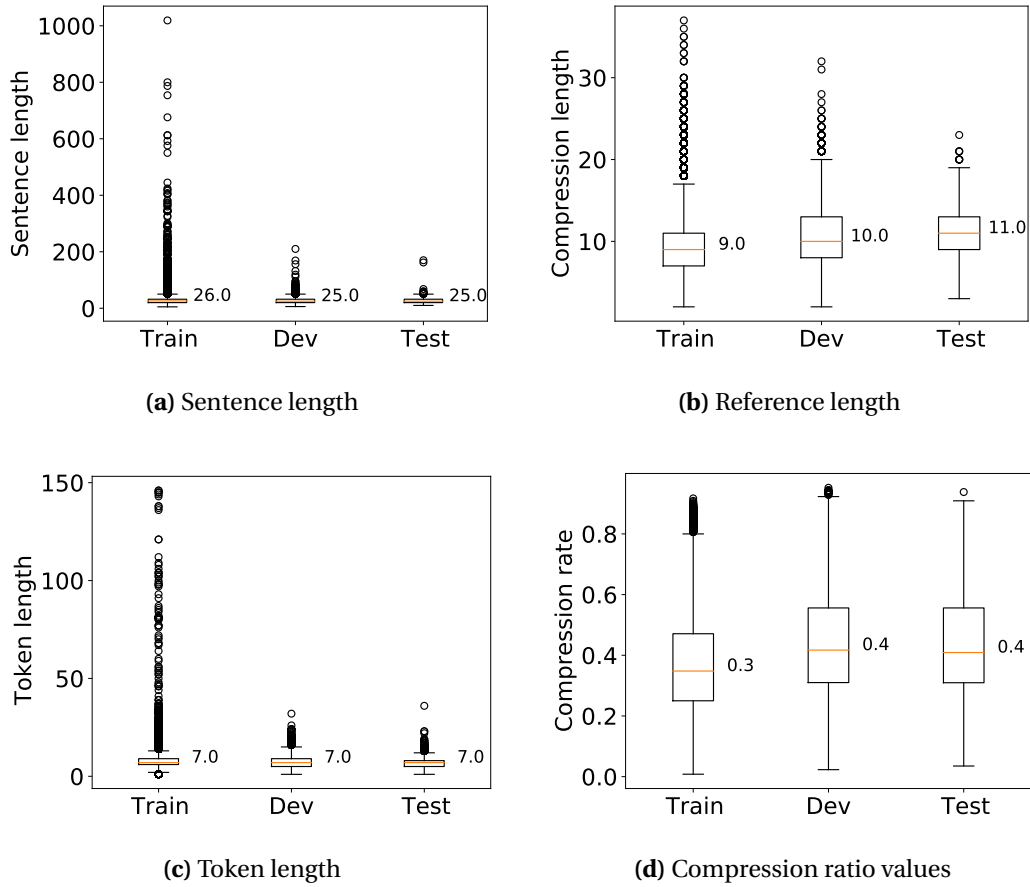 1000
800
600
400
200
0
Sentence length
26.0
25.0
25.0
Train Dev Test
(a) Sentence length
30
20
10
Compression length
9.0
10.0
11.0
Train Dev Test
(b) Reference length
150
100
50
0
Token length
7.0
7.0
7.0
Train Dev Test
(c) Token length
0.8
0.6
0.4
0.2
0.0
Compression rate
0.3
0.4
0.4
Train Dev Test
(d) Compression ratio values